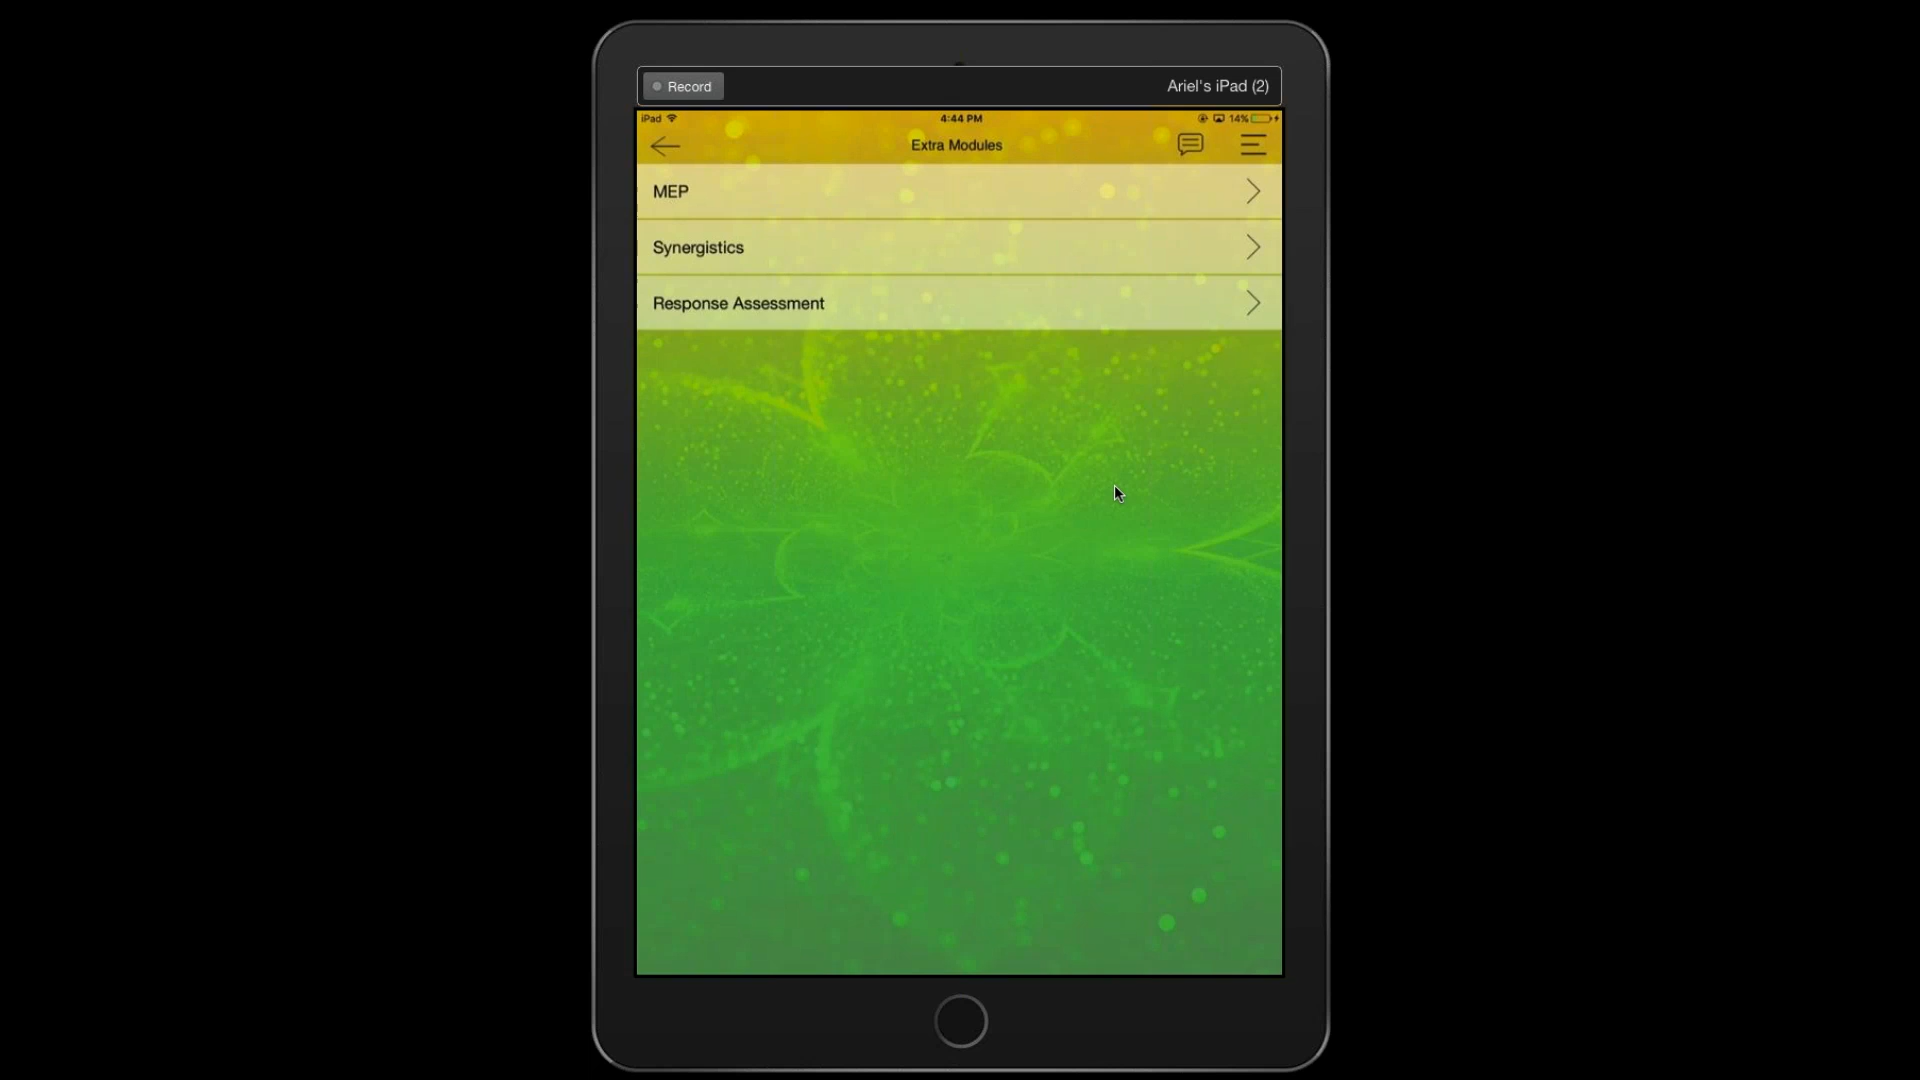 Record
Ariel's iPad (2)
iPad
4:44 PM
14%
Extra Modules
MEP
Synergistics
Response Assessment